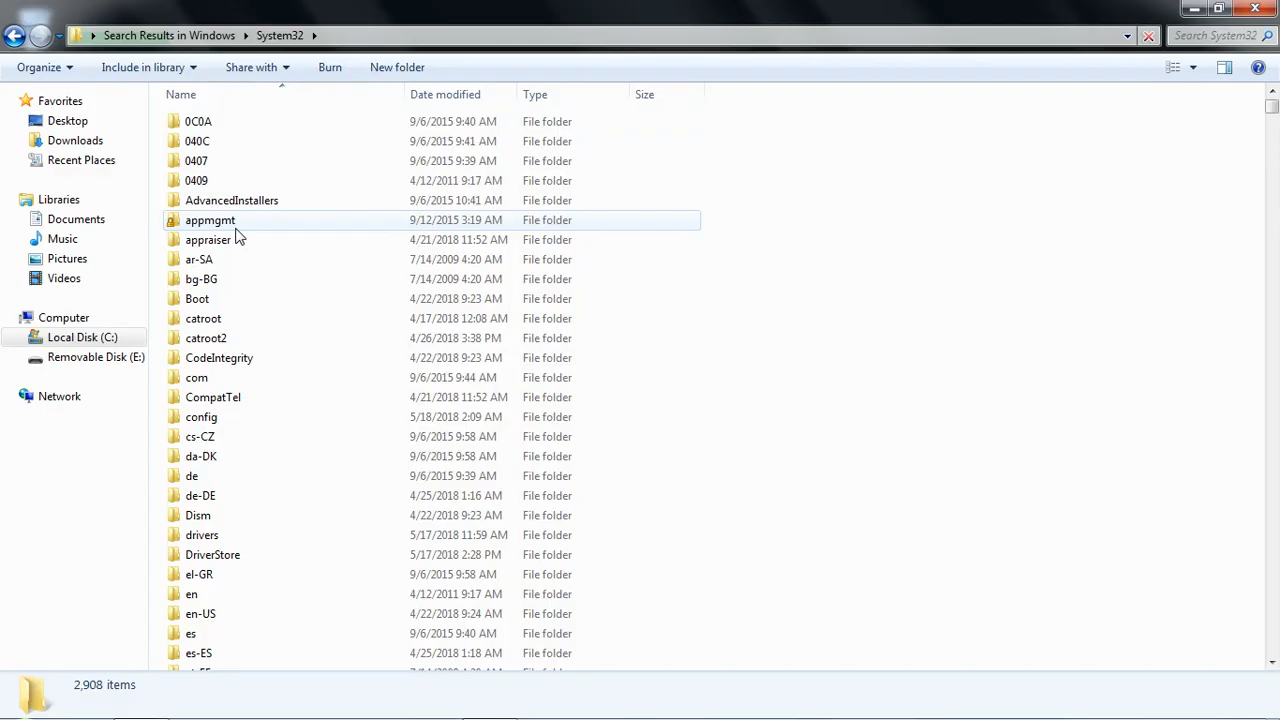 Search Results in Windows System32 Search System32
Organize Include in library Share with Burn New folder
Favorites
Desktop
Downloads
Recent Places
Libraries
Documents
Music
Pictures
Videos
Computer
Local Disk (C:)
Removable Disk (E:)
Network
Name Date modified Type Size
0C0A 9/6/2015 9:40 AM File folder
040C 9/6/2015 9:41 AM File folder
0407 9/6/2015 9:39 AM File folder
0409 4/12/2011 9:17 AM File folder
AdvancedInstallers 9/6/2015 10:41 AM File folder
appmgmt 9/12/2015 3:19 AM File folder
appraiser 4/21/2018 11:52 AM File folder
ar-SA 7/14/2009 4:20 AM File folder
bg-BG 7/14/2009 4:20 AM File folder
Boot 4/22/2018 9:23 AM File folder
catroot 4/17/2018 12:08 AM File folder
catroot2 4/26/2018 3:38 PM File folder
CodeIntegrity 4/22/2018 9:23 AM File folder
com 9/6/2015 9:44 AM File folder
CompatTel 4/21/2018 11:52 AM File folder
config 5/18/2018 2:09 AM File folder
cs-CZ 9/6/2015 9:58 AM File folder
da-DK 9/6/2015 9:58 AM File folder
de 9/6/2015 9:39 AM File folder
de-DE 4/25/2018 1:16 AM File folder
Dism 4/22/2018 9:23 AM File folder
drivers 5/17/2018 11:59 AM File folder
DriverStore 5/17/2018 2:28 PM File folder
el-GR 9/6/2015 9:58 AM File folder
en 4/12/2011 9:17 AM File folder
en-US 4/22/2018 9:24 AM File folder
es 9/6/2015 9:40 AM File folder
es-ES 4/25/2018 1:18 AM File folder
2,908 items